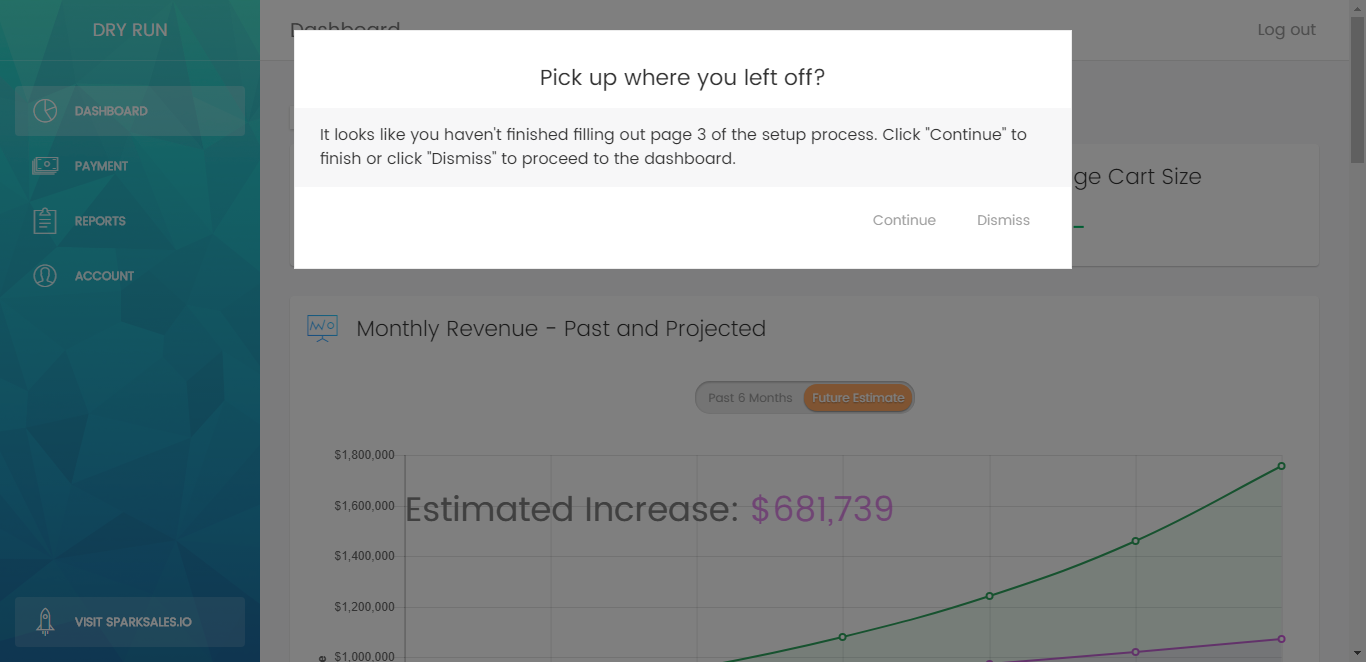 DRY RUN
DASHBOARD
PAYMENT
REPORTS
ACCOUNT
VISIT SPARKSALES.IO
Dashboard
Log out
Pick up where you left off?
It looks like you haven't finished filling out page 3 of the setup process. Click "Continue" to
finish or click "Dismiss" to proceed to the dashboard.
Continue
Dismiss
Cart Size
Monthly Revenue - Past and Projected
Past 6 Months
Future Estimate
Estimated Increase: $681,739
$1,800,000
$1,600,000
$1,400,000
$1,200,000
$1,000,000